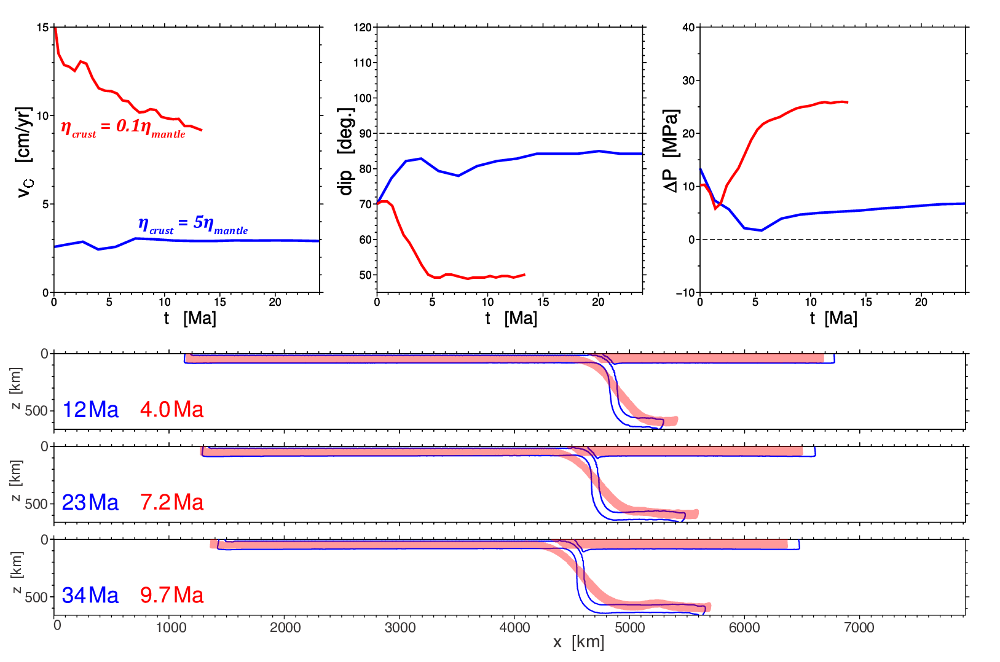 15
10
5
0
v_C [cm/yr]
η_crust = 0.1η_mantle
η_crust = 5η_mantle
0 5 10 15 20
t [Ma]
120
110
100
90
80
70
60
50
dip [deg.]
0 5 10 15 20
t [Ma]
40
30
20
10
0
−10
ΔP [MPa]
0 5 10 15 20
t [Ma]
0
500
z [km]
12Ma 4.0Ma
0
500
z [km]
23Ma 7.2Ma
0
500
z [km]
34Ma 9.7Ma
0 1000 2000 3000 4000 5000 6000 7000
x [km]